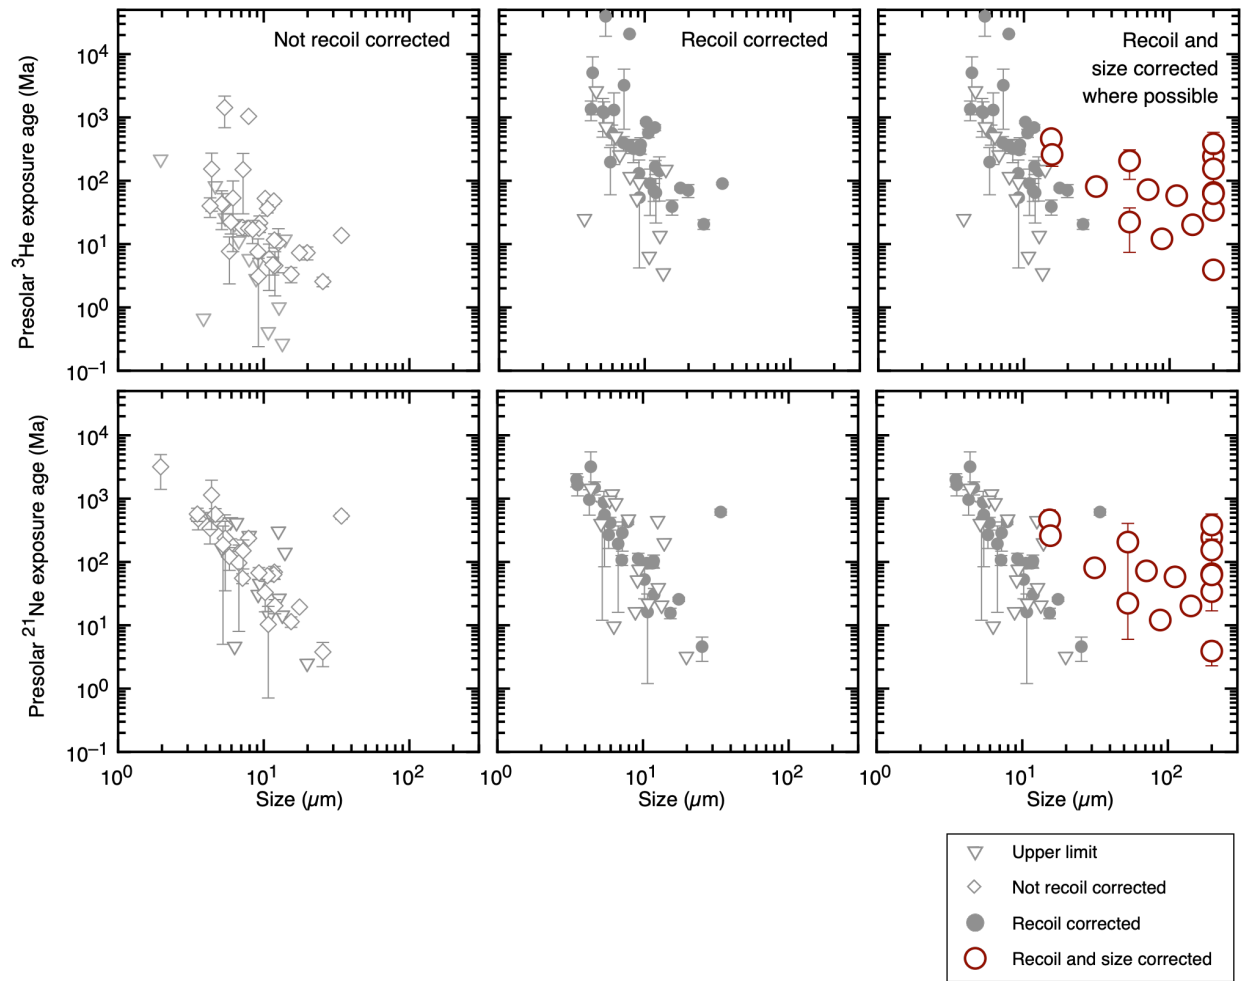 Not recoil corrected
Recoil corrected
Recoil and
size corrected
where possible
Presolar ³He exposure age (Ma)
10⁴
10³
10²
10¹
10⁰
10⁻¹
Presolar ²¹Ne exposure age (Ma)
10⁴
10³
10²
10¹
10⁰
10⁻¹
10⁰ 10¹ 10² 10⁰ 10¹ 10² 10⁰ 10¹ 10²
Size (µm) Size (µm) Size (µm)
Upper limit
Not recoil corrected
Recoil corrected
Recoil and size corrected